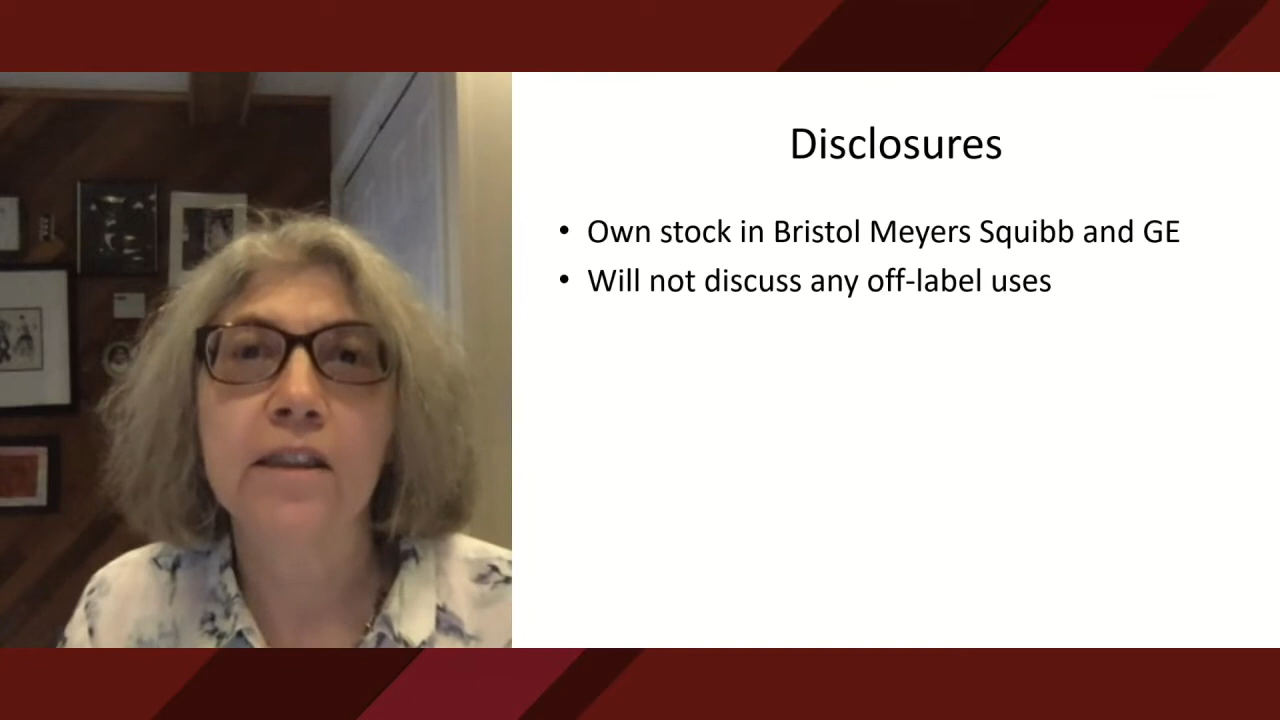 Disclosures
• Own stock in Bristol Meyers Squibb and GE
• Will not discuss any off-label uses